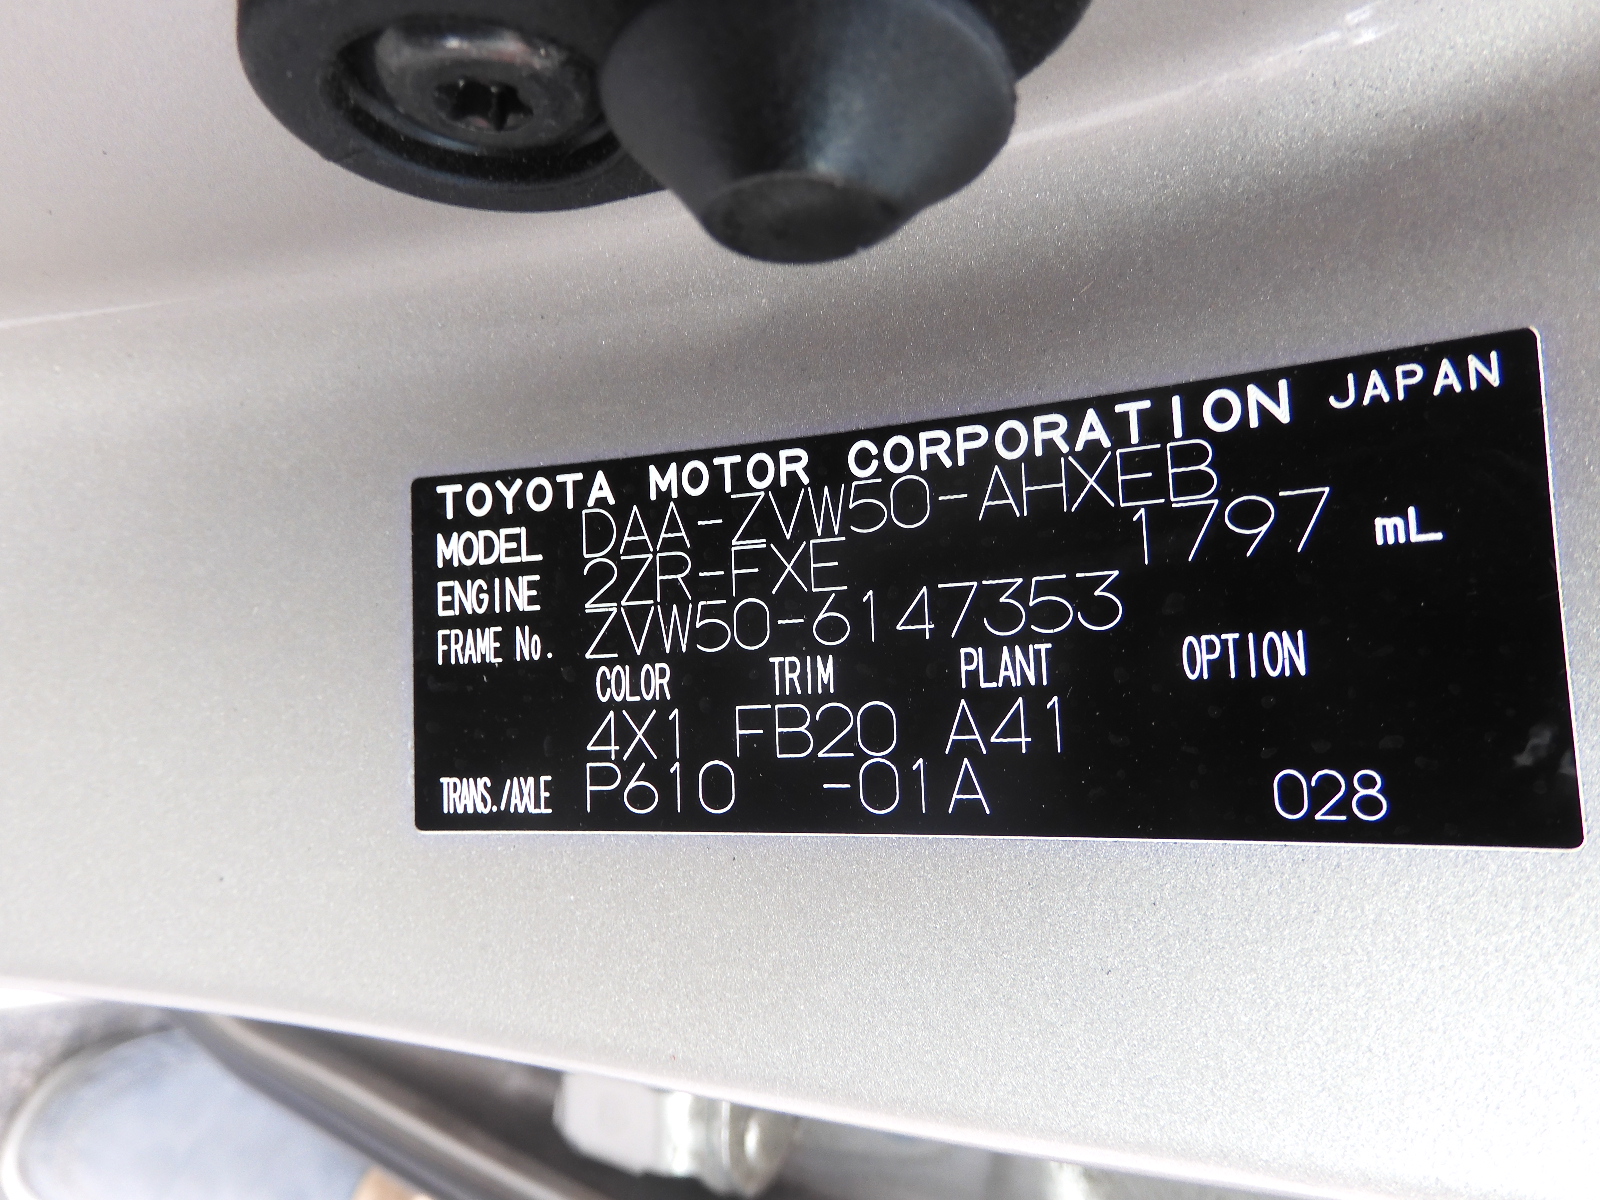 TOYOTA MOTOR CORPORATION JAPAN
MODEL DAA-ZVW50-AHXEB
ENGINE 2ZR-FXE 1797 mL
FRAME No. ZVW50-6147353
COLOR TRIM PLANT OPTION
4X1 FB20 A41
TRANS./AXLE P610 -01A 028